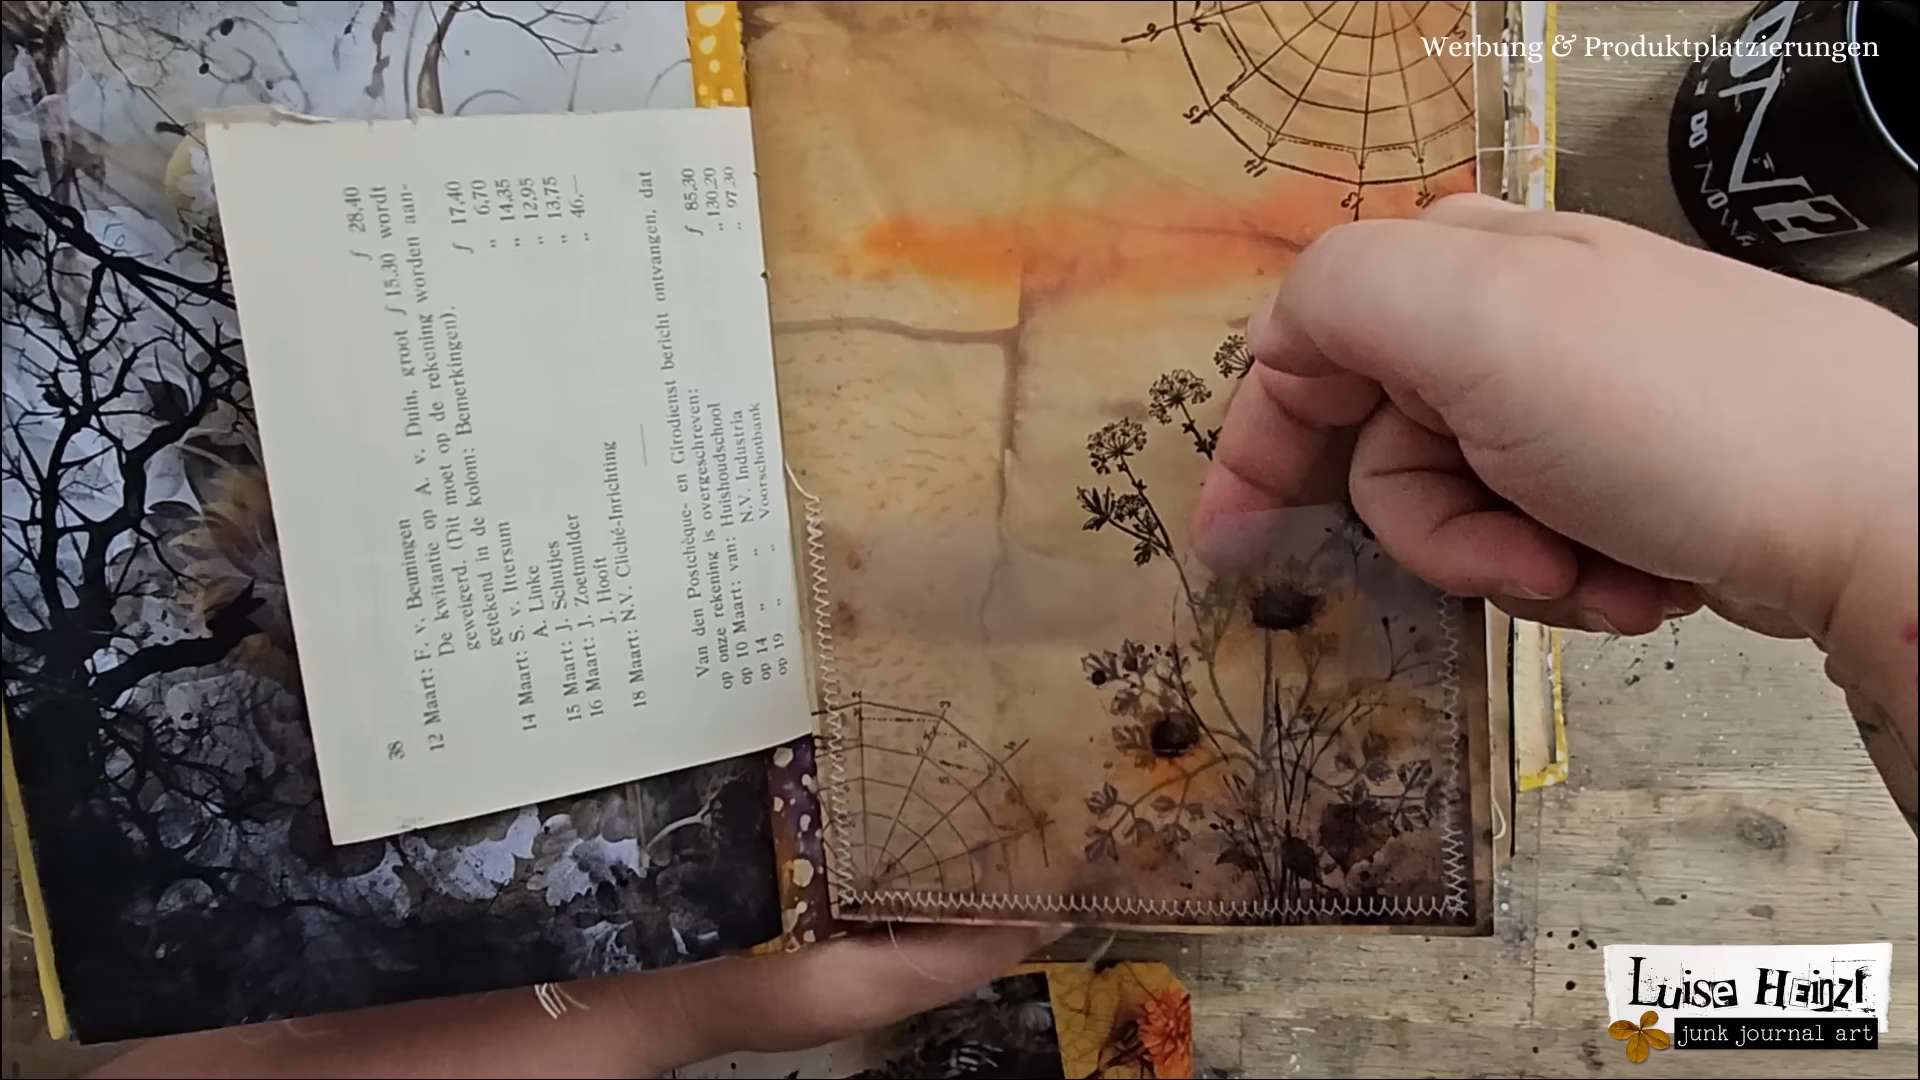 Werbung & Produktplatzierungen
38
ƒ 28,40
12 Maart: F. v. Beuningen
De kwitantie op A. v. Duin, groot ƒ 15.30 wordt
geweigerd. (Dit moet op de rekening worden aan-
getekend in de kolom: Bemerkingen).
14 Maart: S. v. Ittersum ƒ 17,40
A. Linke „ 6,70
15 Maart: J. Schutjes „ 14,35
16 Maart: J. Zoetmulder „ 12,95
J. Hooft „ 13,75
18 Maart: N.V. Cliché-Inrichting „ 46,—
Van den Postchèque- en Girodienst bericht ontvangen, dat
op onze rekening is overgeschreven:
op 10 Maart: van: Huishoudschool ƒ 85,30
op 14 „ „ N.V. Industria „ 130,20
op 19 „ „ Voorschotbank „ 97,30
Luise Heinzl
junk journal art